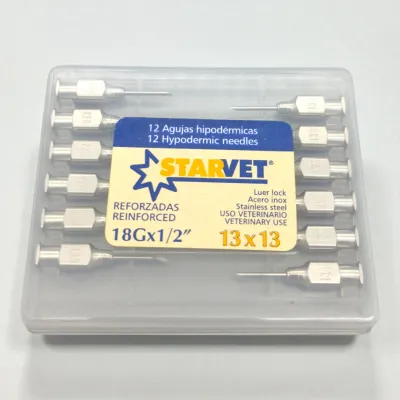 12 Agujas hipodérmicas
12 Hypodermic needles
STARVET®
Luer lock
Acero inox
Stainless steel
USO VETERINARIO
VETERINARY USE
REFORZADAS
REINFORCED
18Gx1/2"
13x13